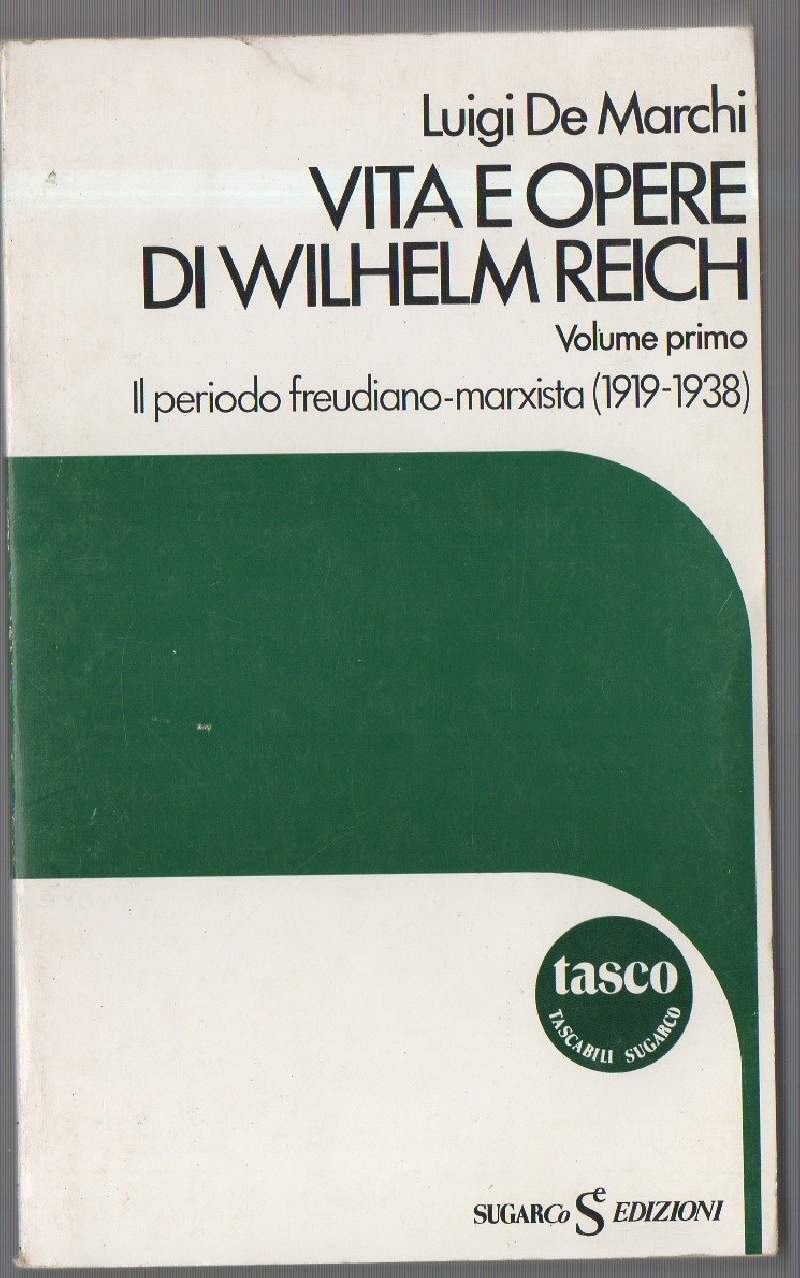 Luigi De Marchi
VITA E OPERE
DI WILHELM REICH
Volume primo
Il periodo freudiano-marxista (1919-1938)
tasco
TASCABILI SUGARCO
SUGARCo Se EDIZIONI